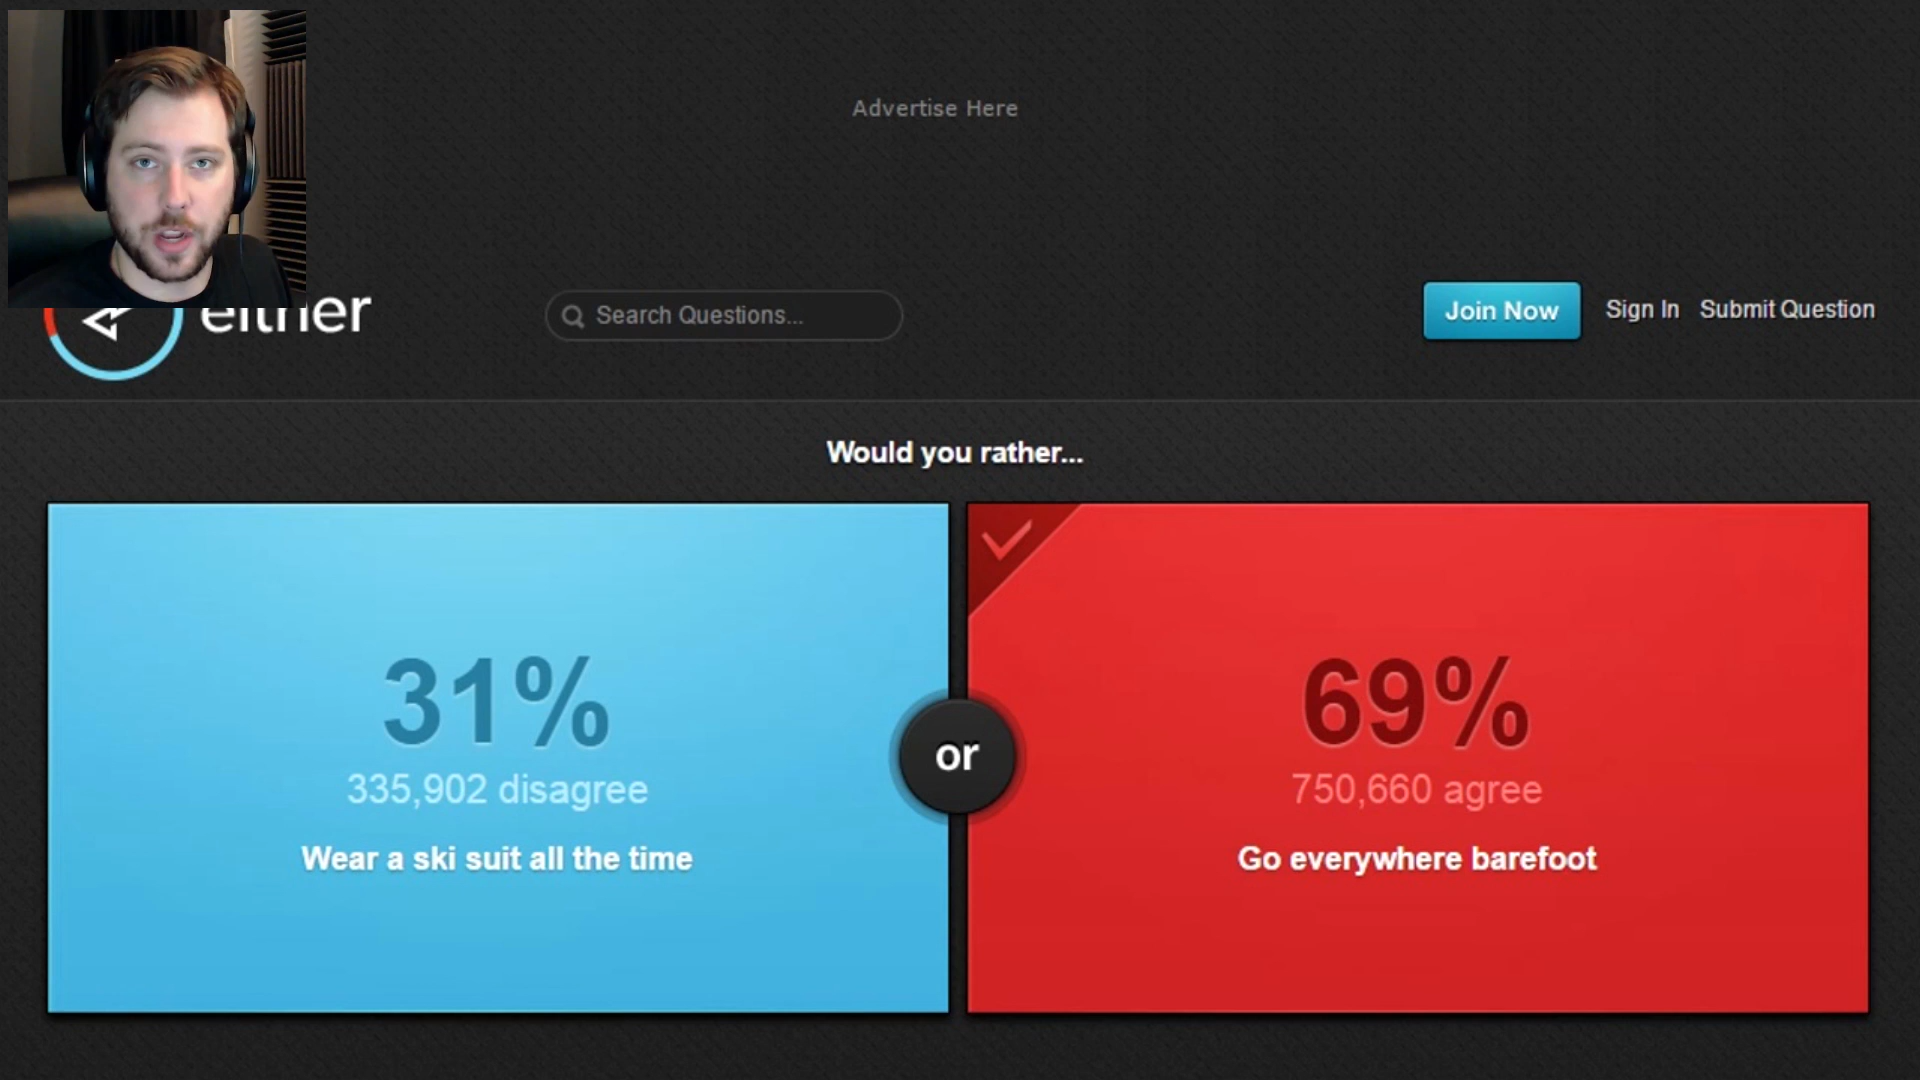 Advertise Here
either
Search Questions...
Join Now
Sign In
Submit Question
Would you rather...
31%
335,902 disagree
Wear a ski suit all the time
or
69%
750,660 agree
Go everywhere barefoot